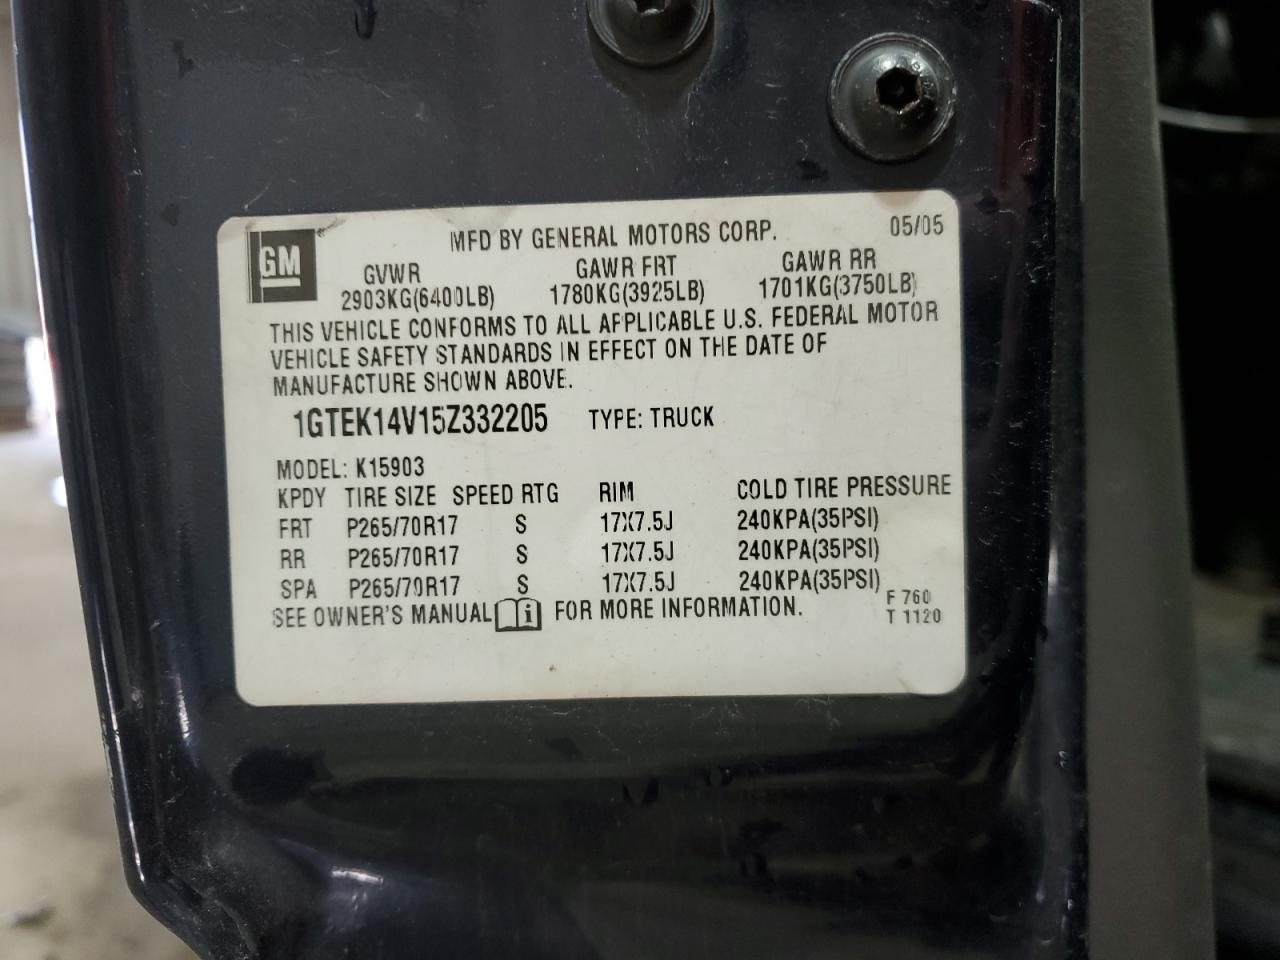 GM
MFD BY GENERAL MOTORS CORP. 05/05
GVWR GAWR FRT GAWR RR
2903KG(6400LB) 1780KG(3925LB) 1701KG(3750LB)
THIS VEHICLE CONFORMS TO ALL APPLICABLE U.S. FEDERAL MOTOR
VEHICLE SAFETY STANDARDS IN EFFECT ON THE DATE OF
MANUFACTURE SHOWN ABOVE.
1GTEK14V15Z332205 TYPE: TRUCK
MODEL: K15903
KPDY TIRE SIZE SPEED RTG RIM COLD TIRE PRESSURE
FRT P265/70R17 S 17X7.5J 240KPA(35PSI)
RR P265/70R17 S 17X7.5J 240KPA(35PSI)
SPA P265/70R17 S 17X7.5J 240KPA(35PSI)
SEE OWNER'S MANUAL i FOR MORE INFORMATION.
F 760
T 1120